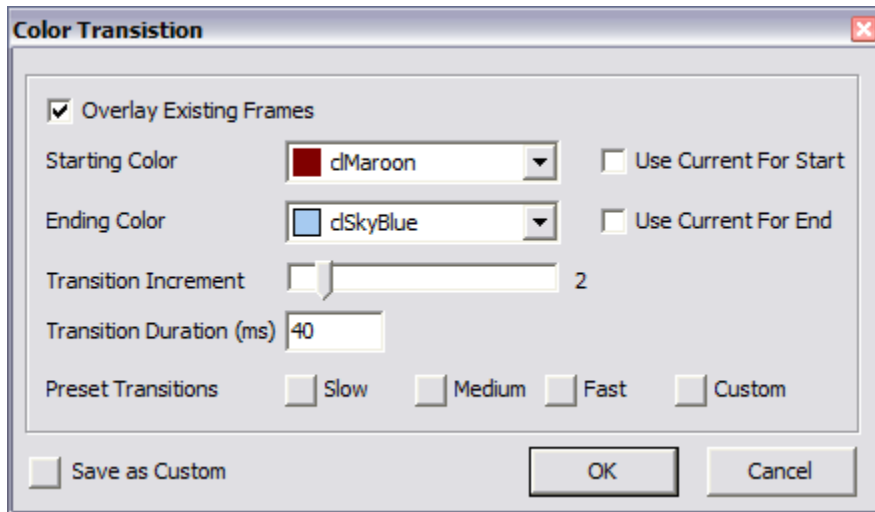 Color Transistion
Overlay Existing Frames
Starting Color clMaroon Use Current For Start
Ending Color clSkyBlue Use Current For End
Transition Increment 2
Transition Duration (ms) 40
Preset Transitions Slow Medium Fast Custom
Save as Custom OK Cancel